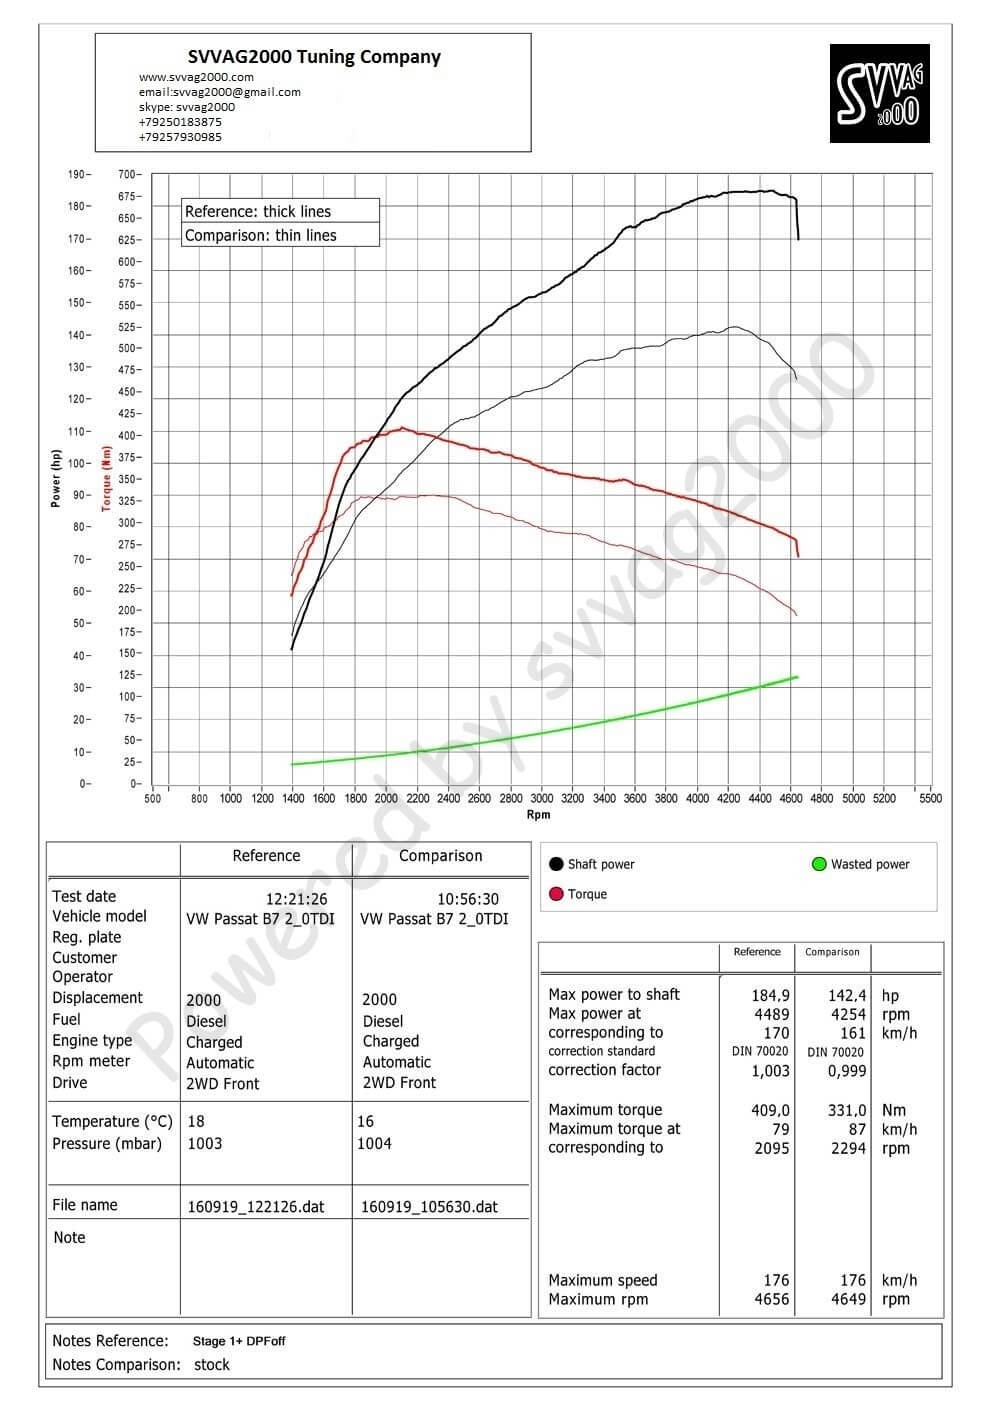 SVVAG2000 Tuning Company
www.svvag2000.com
email:svvag2000@gmail.com
skype: svvag2000
+79250183875
+79257930985
SVVAG
2000
Reference: thick lines
Comparison: thin lines
Power (hp)
190
180
170
160
150
140
130
120
110
100
90
80
70
60
50
40
30
20
10
0
Torque (Nm)
700
675
650
625
600
575
550
525
500
475
450
425
400
375
350
325
300
275
250
225
200
175
150
125
100
75
50
25
0
500 800 1000 1200 1400 1600 1800 2000 2200 2400 2600 2800 3000 3200 3400 3600 3800 4000 4200 4400 4600 4800 5000 5200 5500
Rpm
Powered by svvag2000
Reference Comparison
Test date 12:21:26 10:56:30
Vehicle model VW Passat B7 2_0TDI VW Passat B7 2_0TDI
Reg. plate
Customer
Operator
Displacement 2000 2000
Fuel Diesel Diesel
Engine type Charged Charged
Rpm meter Automatic Automatic
Drive 2WD Front 2WD Front
Temperature (°C) 18 16
Pressure (mbar) 1003 1004
File name 160919_122126.dat 160919_105630.dat
Note
Shaft power Wasted power
Torque
Reference Comparison
Max power to shaft 184,9 142,4 hp
Max power at 4489 4254 rpm
corresponding to 170 161 km/h
correction standard DIN 70020 DIN 70020
correction factor 1,003 0,999
Maximum torque 409,0 331,0 Nm
Maximum torque at 79 87 km/h
corresponding to 2095 2294 rpm
Maximum speed 176 176 km/h
Maximum rpm 4656 4649 rpm
Notes Reference: Stage 1+ DPFoff
Notes Comparison: stock